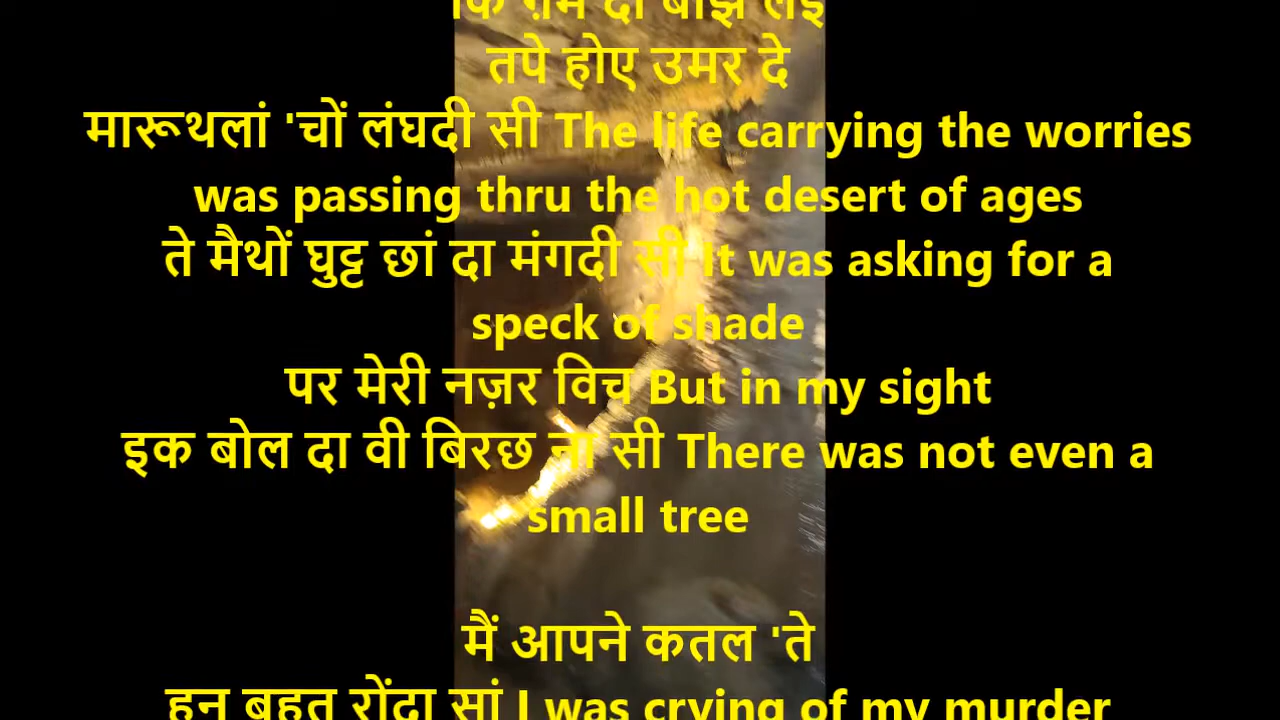 कि ग़म दा बोझ लई
तपे होए उमर दे
मारूथलां 'चों लंघदी सी The life carrying the worries
was passing thru the hot desert of ages
ते मैथों घुट्ट छां दा मंगदी सी It was asking for a
speck of shade
पर मेरी नज़र विच But in my sight
इक बोल दा वी बिरछ ना सी There was not even a
small tree
मैं आपने कतल 'ते
हुन बहुत रोंदा सां I was crying of my murder